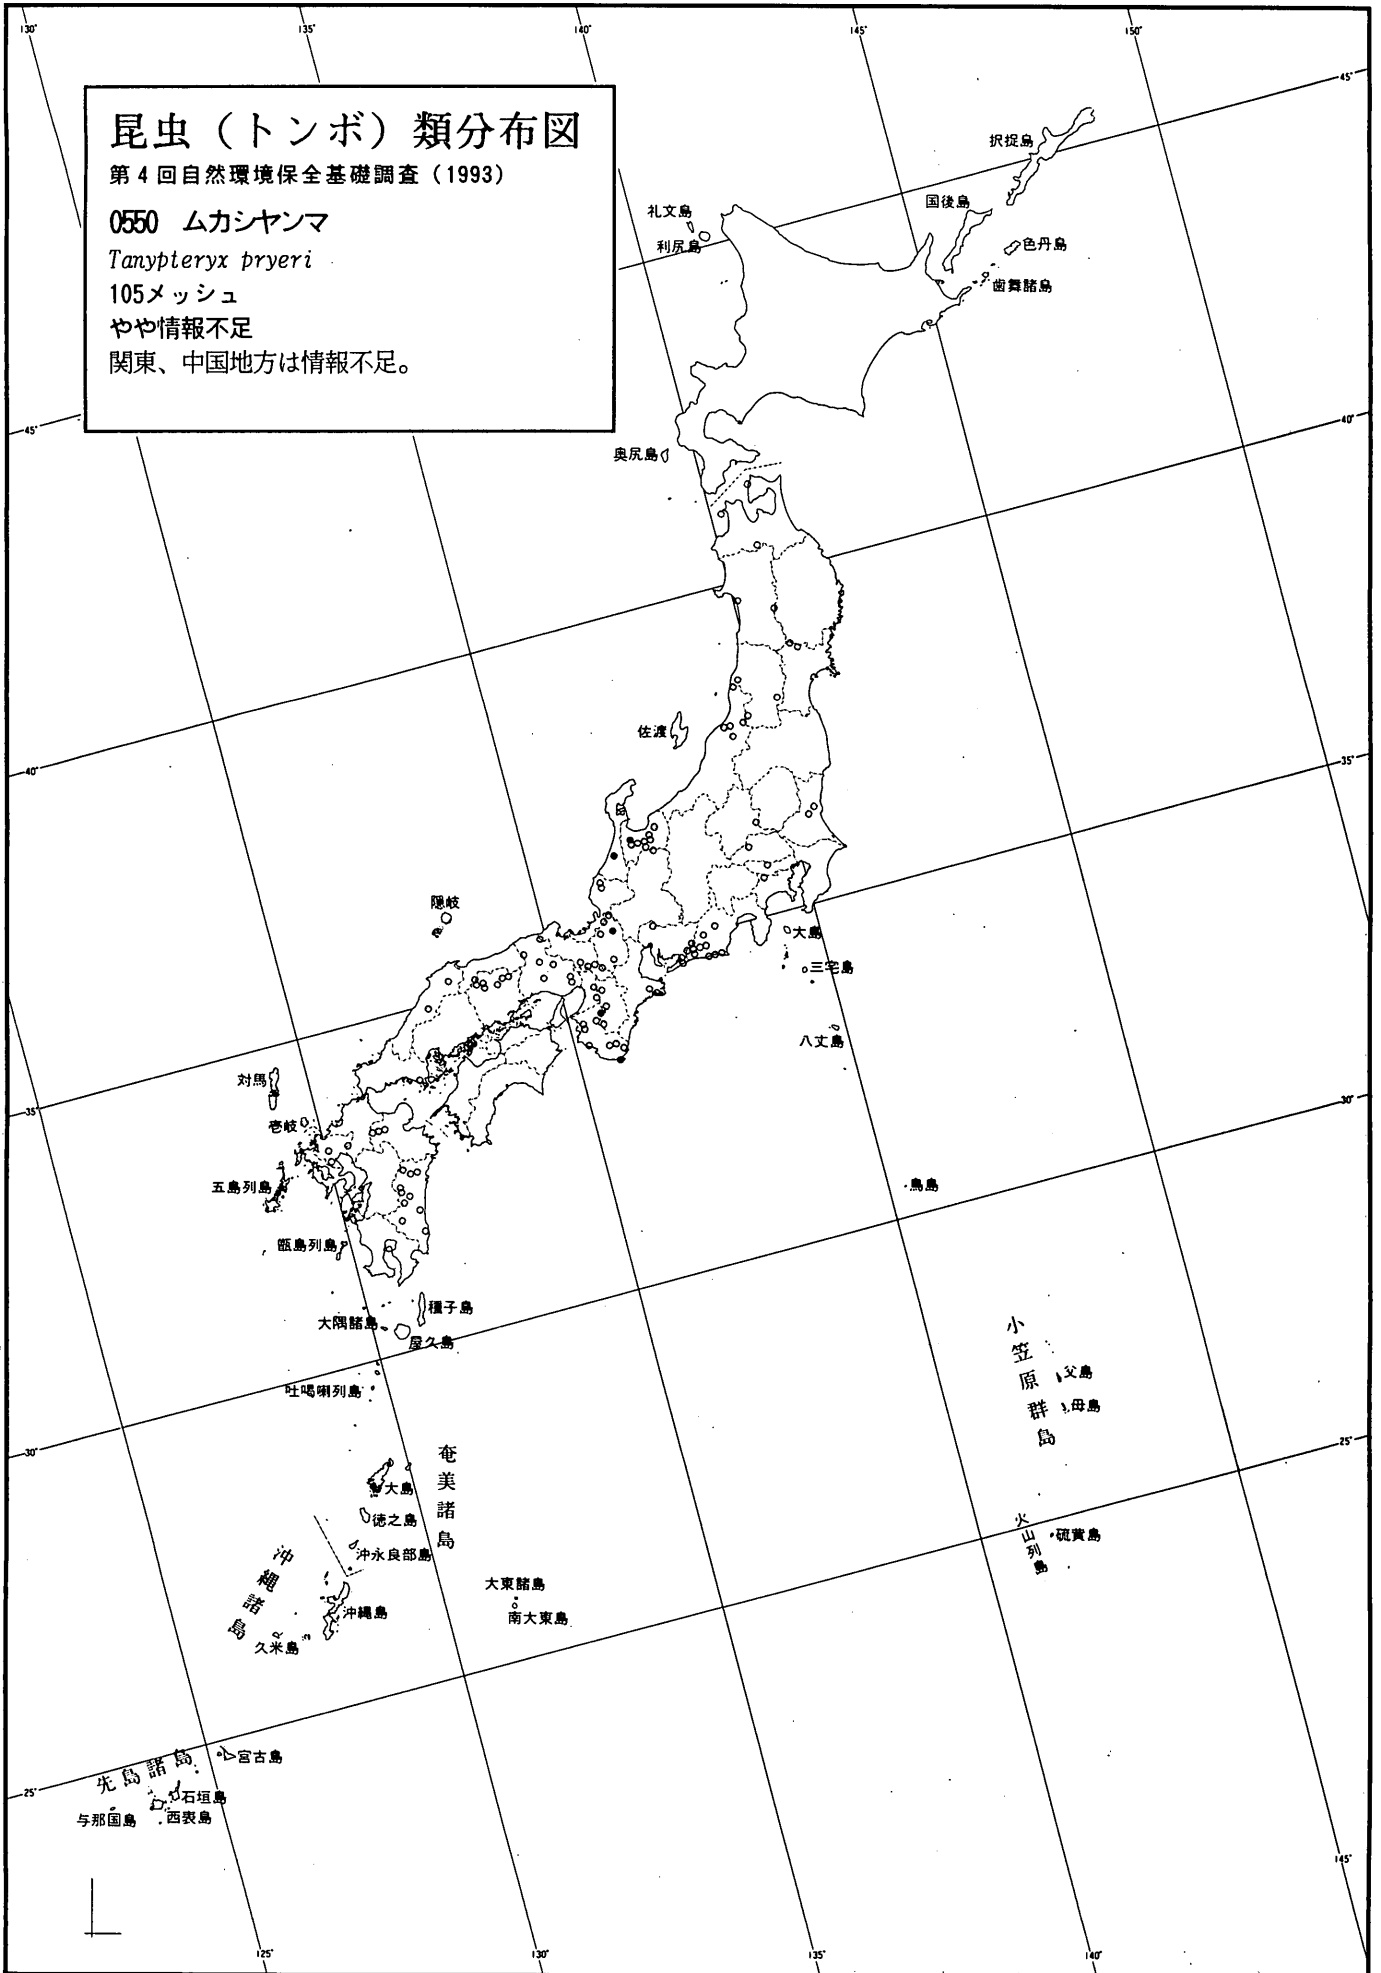 130°
135°
140°
145°
150°
昆虫（トンボ）類分布図
第4回自然環境保全基礎調査（1993）
0550 ムカシヤンマ
Tanypteryx pryeri
105メッシュ
やや情報不足
関東、中国地方は情報不足。
45°
択捉島
国後島
色丹島
歯舞諸島
礼文島
利尻島
45°
40°
奥尻島
佐渡
40°
35°
隠岐
大島
三宅島
八丈島
対馬
壱岐
35°
30°
五島列島
鳥島
甑島列島
種子島
大隅諸島
屋久島
吐噶喇列島
小笠原群島
父島
母島
30°
25°
奄美諸島
大島
徳之島
沖永良部島
沖縄諸島
沖縄島
久米島
大東諸島
南大東島
火山列島
硫黄島
先島諸島
宮古島
石垣島
西表島
与那国島
25°
145°
125°
130°
135°
140°